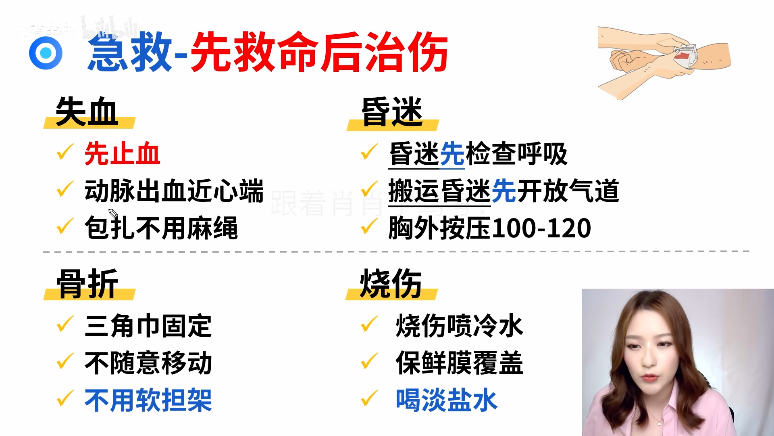 急救-先救命后治伤
失血
先止血
动脉出血近心端
包扎不用麻绳
昏迷
昏迷先检查呼吸
搬运昏迷先开放气道
胸外按压100-120
跟着肖肖
骨折
三角巾固定
不随意移动
不用软担架
烧伤
烧伤喷冷水
保鲜膜覆盖
喝淡盐水